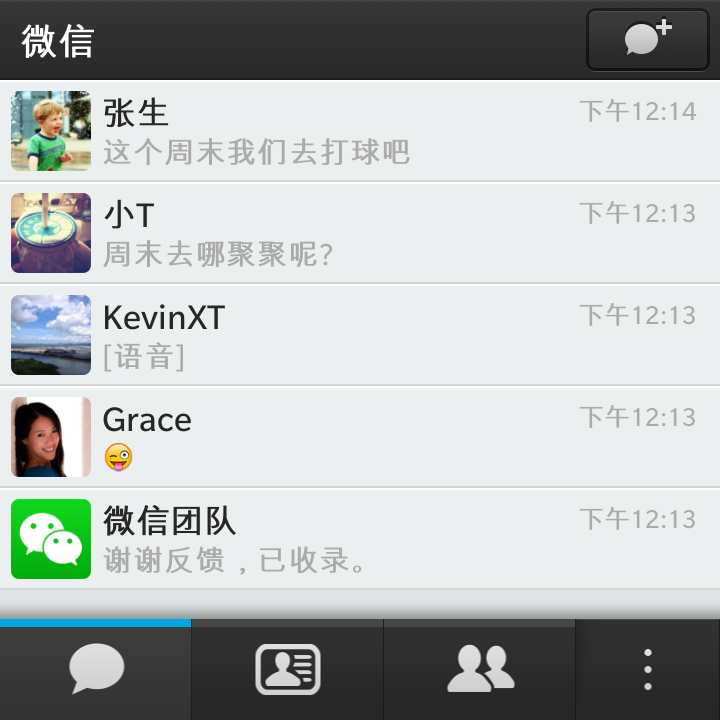 微信
张生
下午12:14
这个周末我们去打球吧
小T
下午12:13
周末去哪聚聚呢?
KevinXT
下午12:13
[语音]
Grace
下午12:13
😜
微信团队
下午12:13
谢谢反馈，已收录。